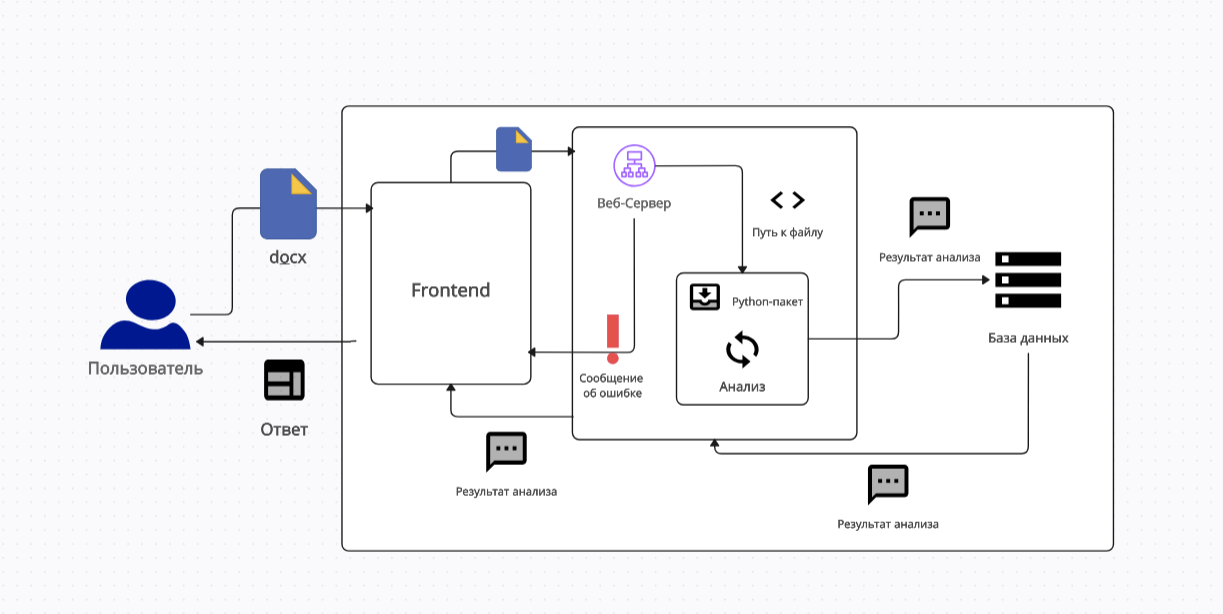 docx
Пользователь
Ответ
Frontend
Веб-Сервер
Путь к файлу
Python-пакет
Анализ
Сообщение
об ошибке
Результат анализа
База данных
Результат анализа
Результат анализа